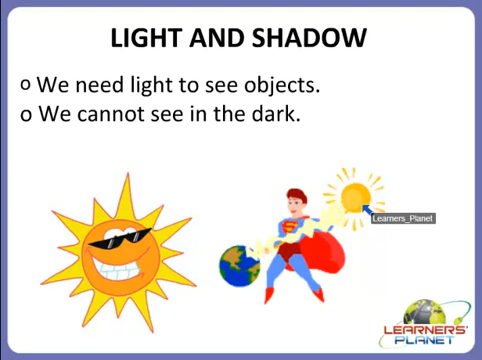 LIGHT AND SHADOW
o We need light to see objects.
o We cannot see in the dark.
S
Learners_Planet
LEARNERS'
PLANET